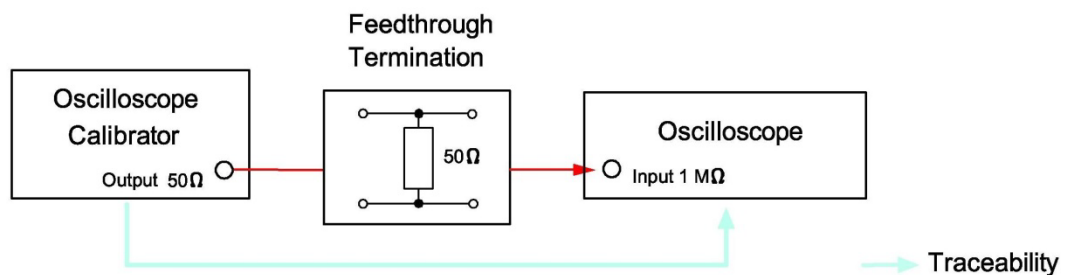 Feedthrough
Termination
Oscilloscope
Calibrator
Output 50Ω
50Ω
Oscilloscope
Input 1 MΩ
Traceability